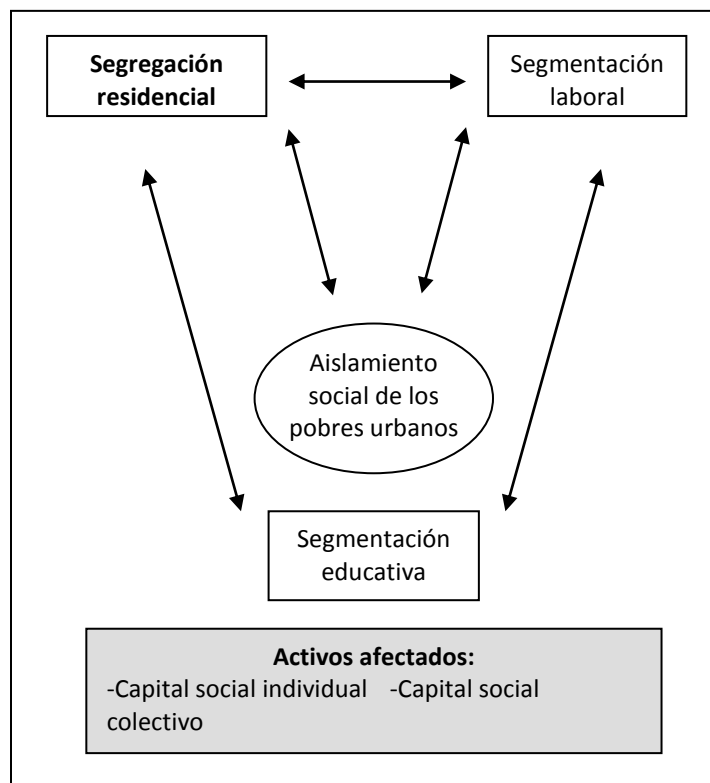 Segregación
residencial
Segmentación
laboral
Aislamiento
social de los
pobres urbanos
Segmentación
educativa
Activos afectados:
-Capital social individual -Capital social
colectivo